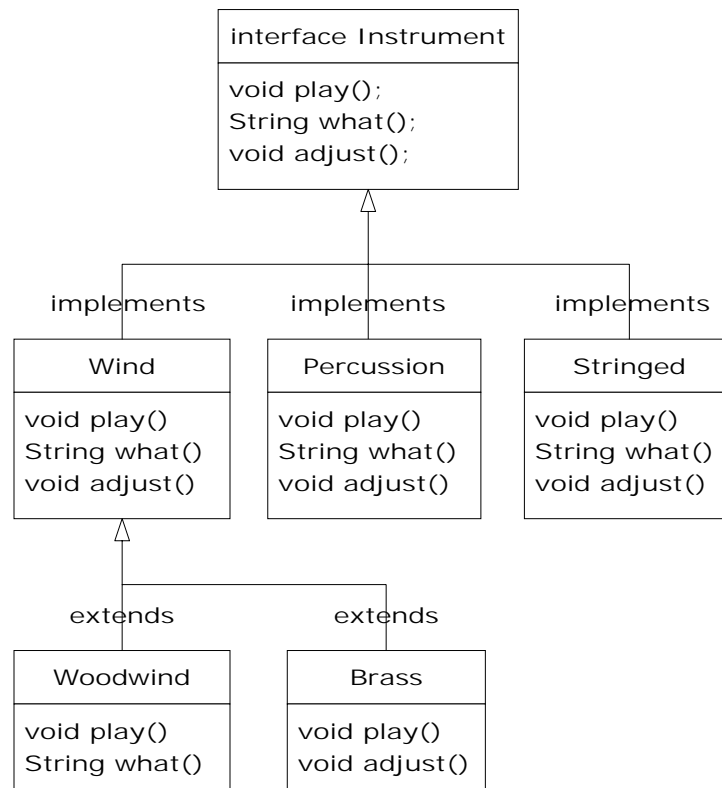 interface Instrument
void play();
String what();
void adjust();
implements
implements
implements
Wind
void play()
String what()
void adjust()
Percussion
void play()
String what()
void adjust()
Stringed
void play()
String what()
void adjust()
extends
extends
Woodwind
void play()
String what()
Brass
void play()
void adjust()